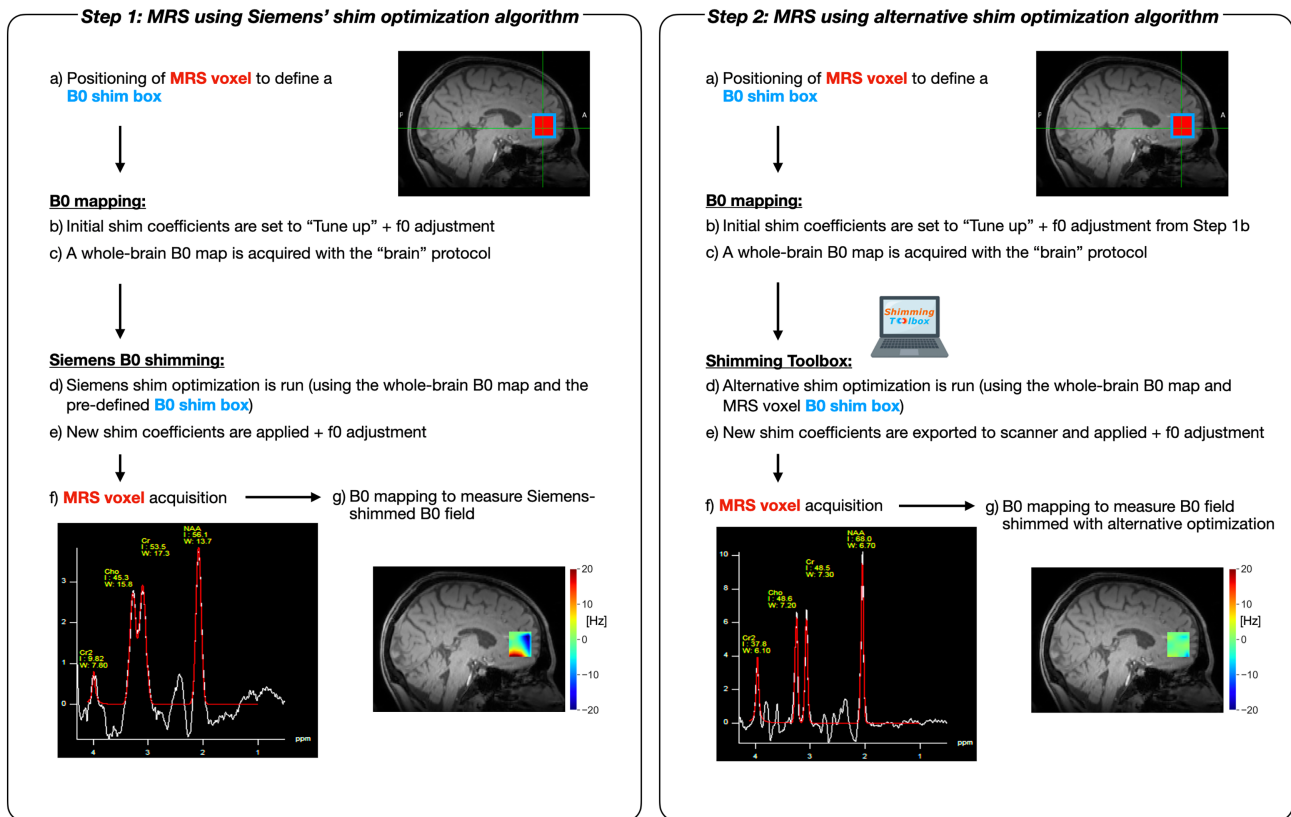 Step 1: MRS using Siemens' shim optimization algorithm
a) Positioning of MRS voxel to define a
B0 shim box
F
A
B0 mapping:
b) Initial shim coefficients are set to “Tune up” + f0 adjustment
c) A whole-brain B0 map is acquired with the “brain” protocol
Siemens B0 shimming:
d) Siemens shim optimization is run (using the whole-brain B0 map and the
pre-defined B0 shim box)
e) New shim coefficients are applied + f0 adjustment
f) MRS voxel acquisition
g) B0 mapping to measure Siemens-
shimmed B0 field
NAA
I : 56.1
W: 13.7
Cr
I : 53.5
W: 17.3
Cho
I : 45.3
W: 15.8
Cr2
I : 9.82
W: 7.80
3
2
1
0
4
3
2
1
ppm
20
10
[Hz]
0
−10
−20
Step 2: MRS using alternative shim optimization algorithm
a) Positioning of MRS voxel to define a
B0 shim box
F
A
B0 mapping:
b) Initial shim coefficients are set to “Tune up” + f0 adjustment from Step 1b
c) A whole-brain B0 map is acquired with the “brain” protocol
Shimming
Toolbox
Shimming Toolbox:
d) Alternative shim optimization is run (using the whole-brain B0 map and
MRS voxel B0 shim box)
e) New shim coefficients are exported to scanner and applied + f0 adjustment
f) MRS voxel acquisition
g) B0 mapping to measure B0 field
shimmed with alternative optimization
NAA
I : 68.0
W: 6.70
Cr
I : 48.5
W: 7.30
Cho
I : 48.6
W: 7.20
Cr2
I : 37.8
W: 6.10
10
8
6
4
2
0
4
3
2
1
ppm
20
10
[Hz]
0
−10
−20